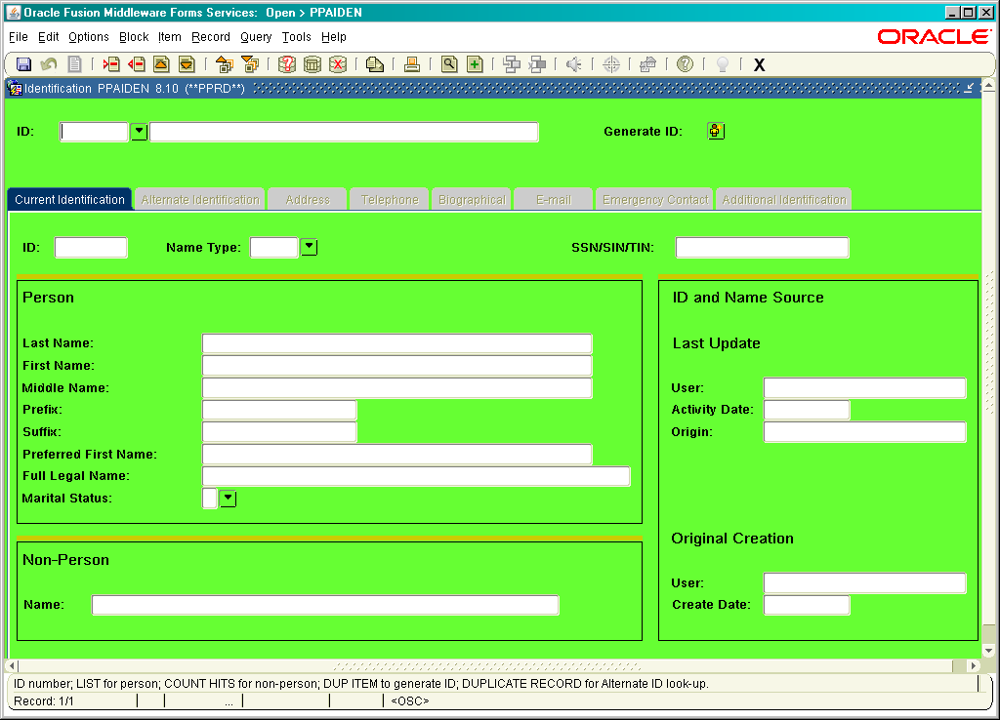 Oracle Fusion Middleware Forms Services: Open > PPAIDEN
File Edit Options Block Item Record Query Tools Help
ORACLE
X
Identification PPAIDEN 8.10 (**PPRD**)
ID: Generate ID:
Current Identification Alternate Identification Address Telephone Biographical E-mail Emergency Contact Additional Identification
ID: Name Type: SSN/SIN/TIN:
Person
Last Name:
First Name:
Middle Name:
Prefix:
Suffix:
Preferred First Name:
Full Legal Name:
Marital Status:
Non-Person
Name:
ID and Name Source
Last Update
User:
Activity Date:
Origin:
Original Creation
User:
Create Date:
ID number; LIST for person; COUNT HITS for non-person; DUP ITEM to generate ID; DUPLICATE RECORD for Alternate ID look-up.
Record: 1/1 ... <OSC>